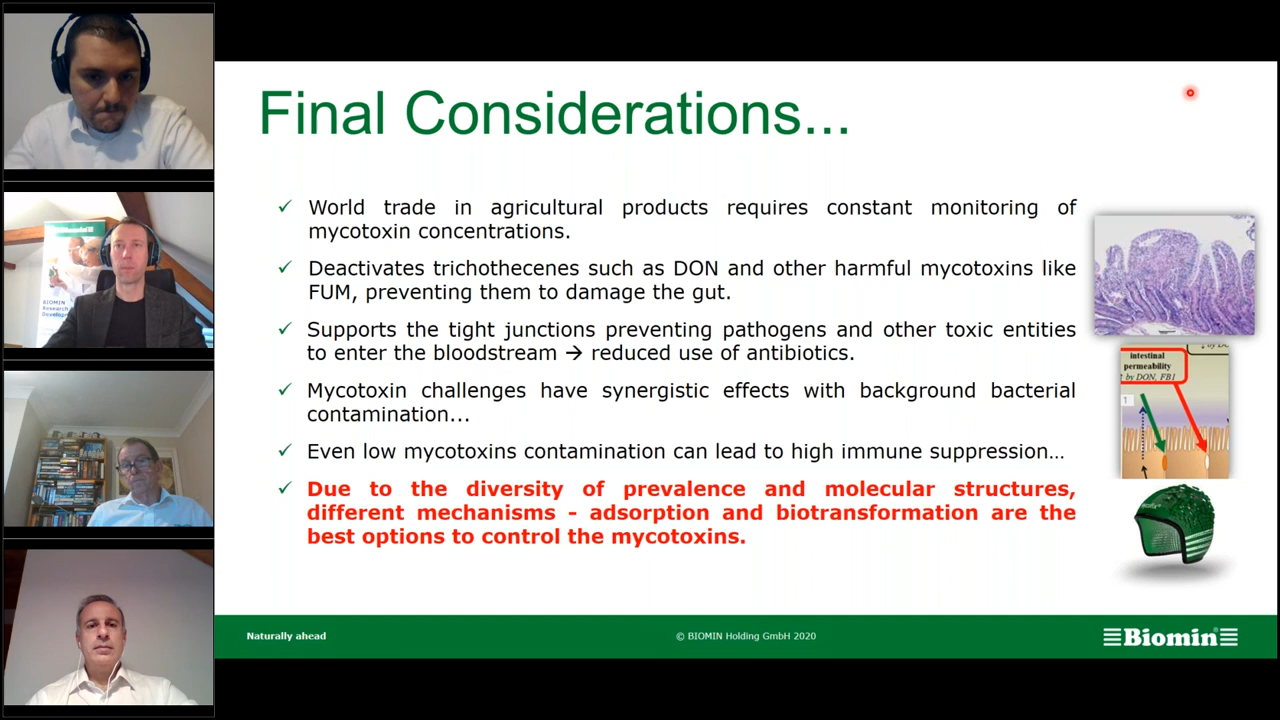 Final Considerations...
✓ World trade in agricultural products requires constant monitoring of
mycotoxin concentrations.
✓ Deactivates trichothecenes such as DON and other harmful mycotoxins like
FUM, preventing them to damage the gut.
✓ Supports the tight junctions preventing pathogens and other toxic entities
to enter the bloodstream → reduced use of antibiotics.
✓ Mycotoxin challenges have synergistic effects with background bacterial
contamination…
✓ Even low mycotoxins contamination can lead to high immune suppression…
✓ Due to the diversity of prevalence and molecular structures,
different mechanisms - adsorption and biotransformation are the
best options to control the mycotoxins.
intestinal
permeability
↑ by DON, FB1
1
BIOMIN
Research
Naturally ahead
© BIOMIN Holding GmbH 2020
Biomin®